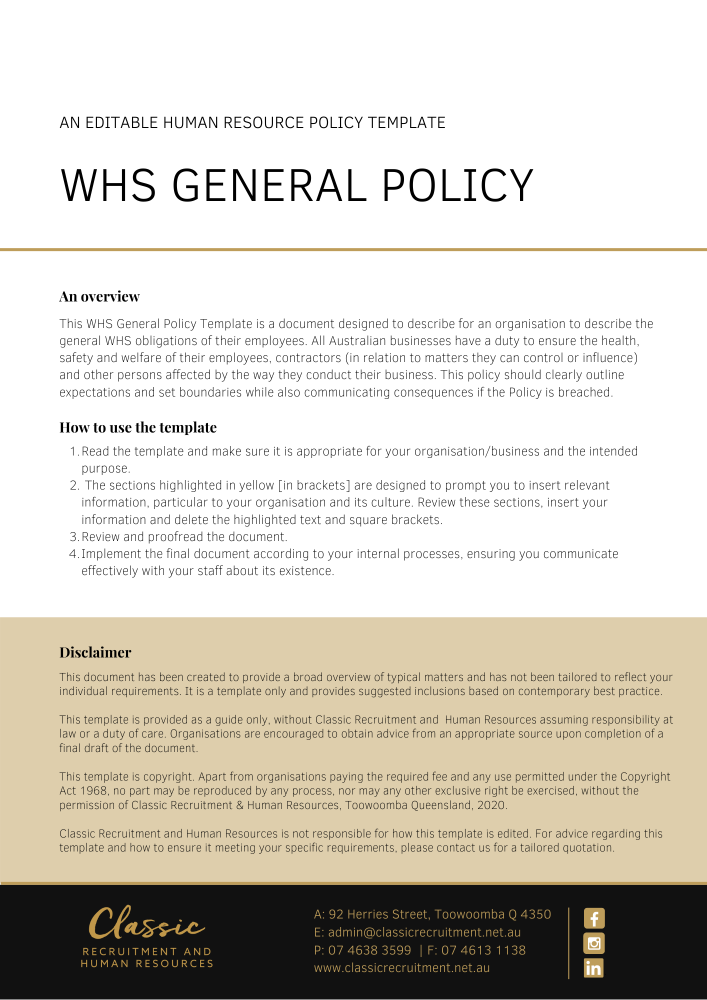 AN EDITABLE HUMAN RESOURCE POLICY TEMPLATE
WHS GENERAL POLICY
An overview
This WHS General Policy Template is a document designed to describe for an organisation to describe the
general WHS obligations of their employees. All Australian businesses have a duty to ensure the health,
safety and welfare of their employees, contractors (in relation to matters they can control or influence)
and other persons affected by the way they conduct their business. This policy should clearly outline
expectations and set boundaries while also communicating consequences if the Policy is breached.
How to use the template
1. Read the template and make sure it is appropriate for your organisation/business and the intended
purpose.
2. The sections highlighted in yellow [in brackets] are designed to prompt you to insert relevant
information, particular to your organisation and its culture. Review these sections, insert your
information and delete the highlighted text and square brackets.
3. Review and proofread the document.
4. Implement the final document according to your internal processes, ensuring you communicate
effectively with your staff about its existence.
Disclaimer
This document has been created to provide a broad overview of typical matters and has not been tailored to reflect your
individual requirements. It is a template only and provides suggested inclusions based on contemporary best practice.
This template is provided as a guide only, without Classic Recruitment and Human Resources assuming responsibility at
law or a duty of care. Organisations are encouraged to obtain advice from an appropriate source upon completion of a
final draft of the document.
This template is copyright. Apart from organisations paying the required fee and any use permitted under the Copyright
Act 1968, no part may be reproduced by any process, nor may any other exclusive right be exercised, without the
permission of Classic Recruitment & Human Resources, Toowoomba Queensland, 2020.
Classic Recruitment and Human Resources is not responsible for how this template is edited. For advice regarding this
template and how to ensure it meeting your specific requirements, please contact us for a tailored quotation.
Classic
RECRUITMENT AND
HUMAN RESOURCES
A: 92 Herries Street, Toowoomba Q 4350
E: admin@classicrecruitment.net.au
P: 07 4638 3599 | F: 07 4613 1138
www.classicrecruitment.net.au